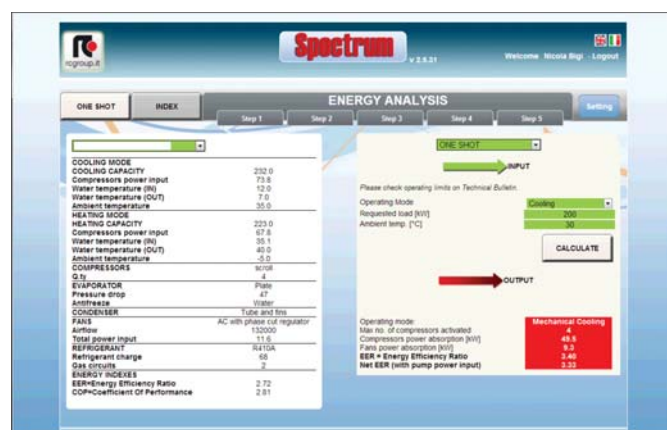 rcgroup.it
Spectrum
v 2.5.31
Welcome Nicola Bigi - Logout
ONE SHOT
INDEX
ENERGY ANALYSIS
Step 1
Step 2
Step 3
Step 4
Step 5
Setting
COOLING MODE
COOLING CAPACITY 232.0
Compressors power input 73.8
Water temperature (IN) 12.0
Water temperature (OUT) 7.0
Ambient temperature 35.0
HEATING MODE
HEATING CAPACITY 223.0
Compressors power input 67.8
Water temperature (IN) 35.1
Water temperature (OUT) 40.0
Ambient temperature -5.0
COMPRESSORS scroll
Q.ty 4
EVAPORATOR Plate
Pressure drop 47
Antifreeze Water
CONDENSER Tube and fins
FANS AC with phase cut regulator
Airflow 132000
Total power input 11.6
REFRIGERANT R410A
Refrigerant charge 68
Gas circuits 2
ENERGY INDEXES
EER=Energy Efficiency Ratio 2.72
COP=Coefficient Of Performance 2.81
ONE SHOT
INPUT
Please check operating limits on Technical Bulletin.
Operating Mode Cooling
Requested load [kW] 200
Ambient temp. [°C] 30
CALCULATE
OUTPUT
Operating mode Mechanical Cooling
Max no. of compressors activated 4
Compressors power absorption [kW] 49.5
Fans power absorption [kW] 9.3
EER = Energy Efficiency Ratio 3.40
Net EER (with pump power input) 3.33